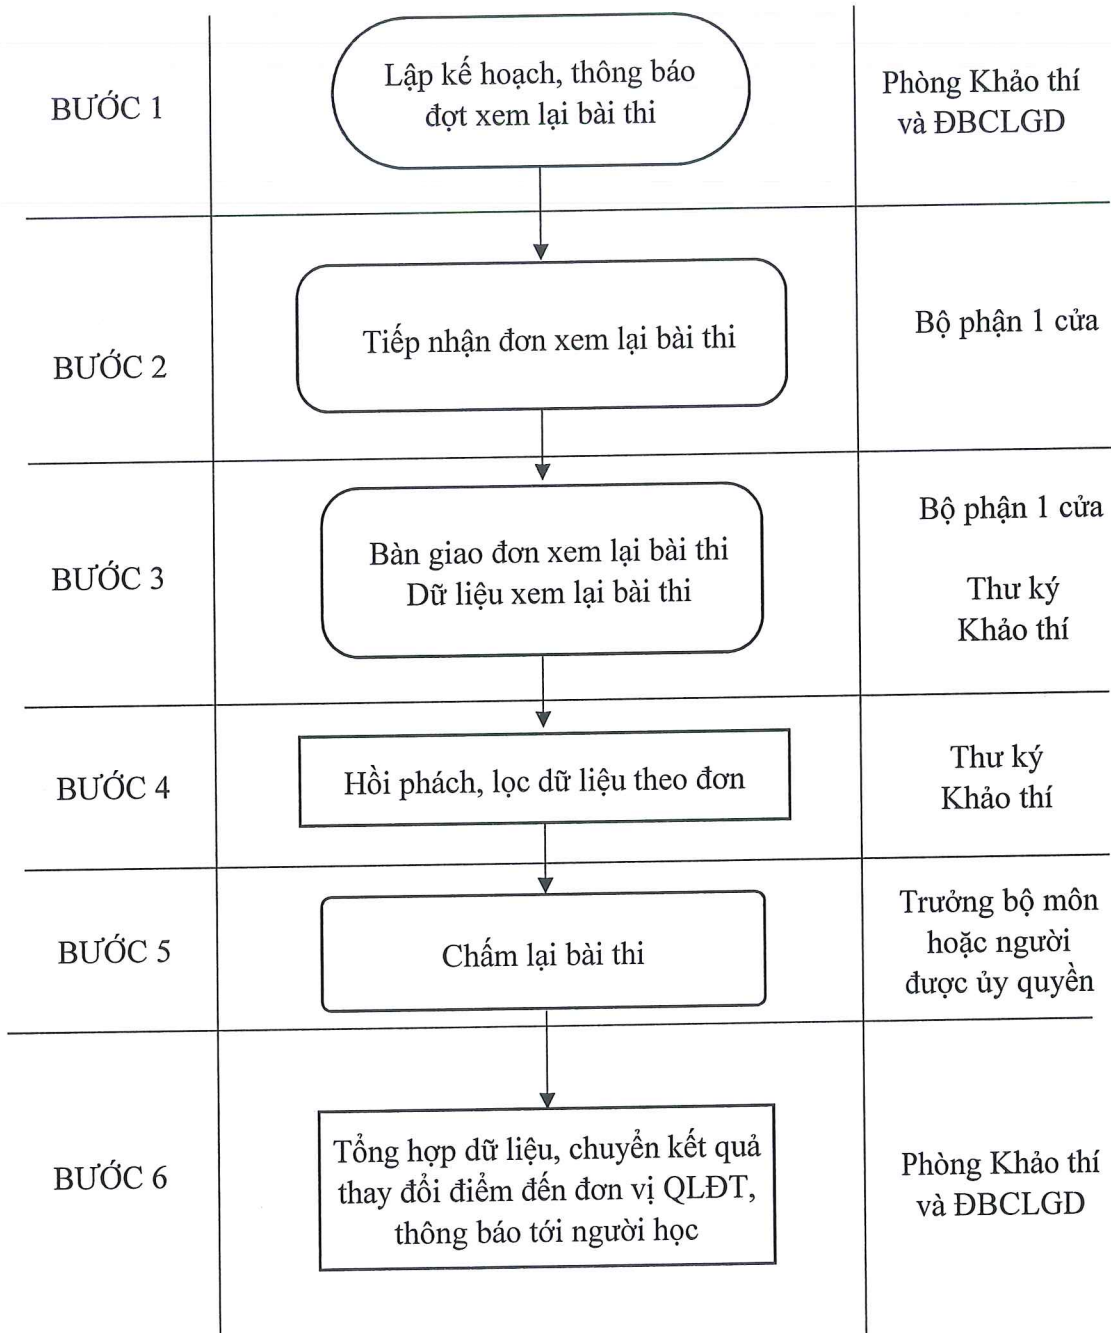 BƯỚC 1
Lập kế hoạch, thông báo
đợt xem lại bài thi
Phòng Khảo thí
và ĐBCLGD
BƯỚC 2
Tiếp nhận đơn xem lại bài thi
Bộ phận 1 cửa
BƯỚC 3
Bàn giao đơn xem lại bài thi
Dữ liệu xem lại bài thi
Bộ phận 1 cửa
Thư ký
Khảo thí
BƯỚC 4
Hồi phách, lọc dữ liệu theo đơn
Thư ký
Khảo thí
BƯỚC 5
Chấm lại bài thi
Trưởng bộ môn
hoặc người
được ủy quyền
BƯỚC 6
Tổng hợp dữ liệu, chuyển kết quả
thay đổi điểm đến đơn vị QLĐT,
thông báo tới người học
Phòng Khảo thí
và ĐBCLGD